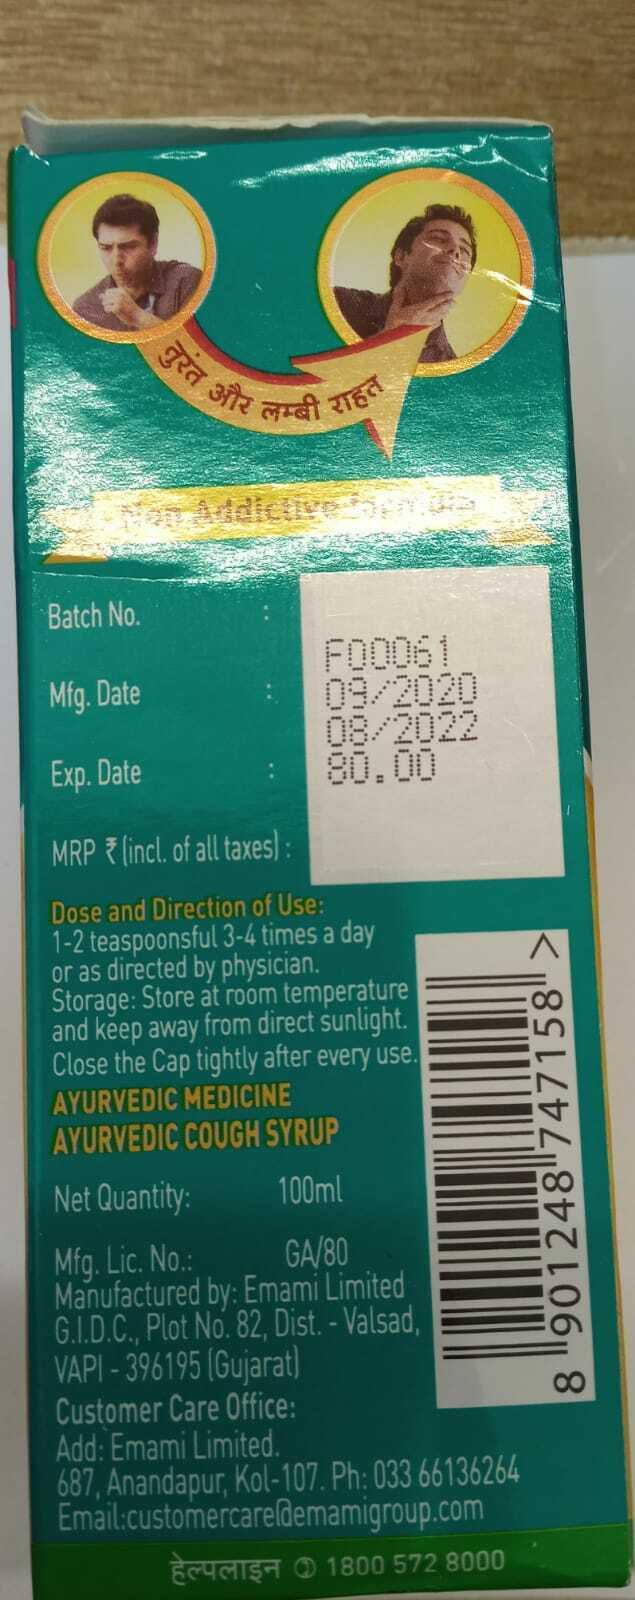 तुरंत और लम्बी राहत
Non Addictive formula
Batch No. :
F00061
Mfg. Date :
09/2020
Exp. Date :
08/2022
MRP ₹ (incl. of all taxes) :
80.00
Dose and Direction of Use:
1-2 teaspoonsful 3-4 times a day
or as directed by physician.
Storage: Store at room temperature
and keep away from direct sunlight.
Close the Cap tightly after every use.
AYURVEDIC MEDICINE
AYURVEDIC COUGH SYRUP
Net Quantity: 100ml
Mfg. Lic. No.: GA/80
Manufactured by: Emami Limited
G.I.D.C., Plot No. 82, Dist. - Valsad,
VAPI - 396195 (Gujarat)
Customer Care Office:
Add: Emami Limited.
687, Anandapur, Kol-107. Ph: 033 66136264
Email:customercare@emamigroup.com
हेल्पलाइन 1800 572 8000
8 901248 747158 >